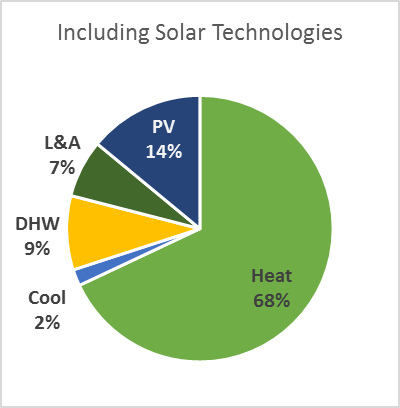 Including Solar Technologies
PV
14%
L&A
7%
DHW
9%
Heat
68%
Cool
2%